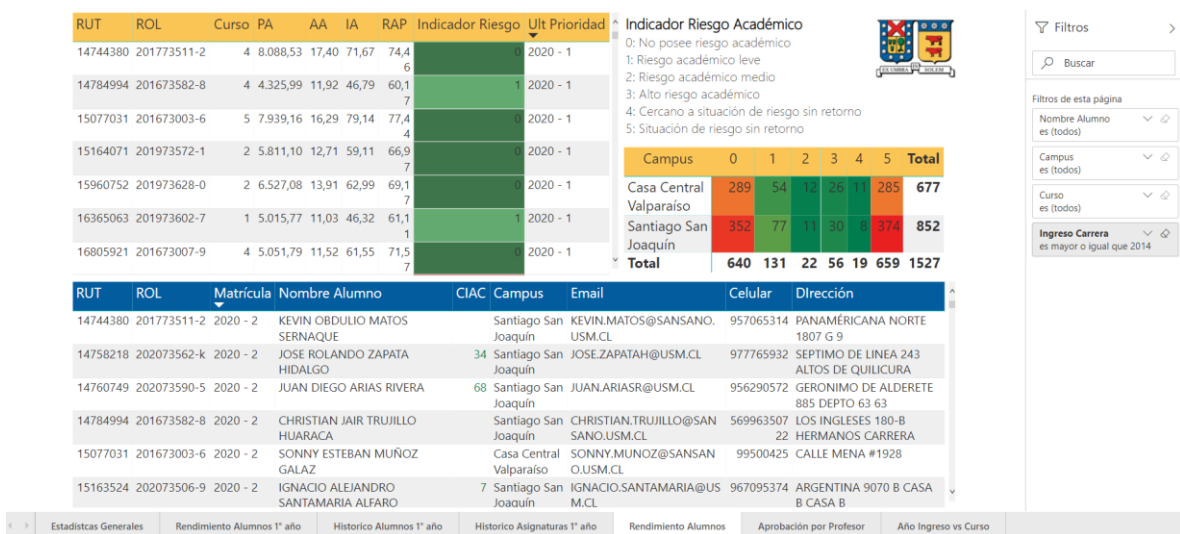 RUT ROL Curso PA AA IA RAP Indicador Riesgo Ult Prioridad
14744380 201773511-2 4 8.088,53 17,40 71,67 74,4 0 2020 - 1
6
14784994 201673582-8 4 4.325,99 11,92 46,79 60,1 1 2020 - 1
7
15077031 201673003-6 5 7.939,16 16,29 79,14 77,4 0 2020 - 1
4
15164071 201973572-1 2 5.811,10 12,71 59,11 66,9 0 2020 - 1
7
15960752 201973628-0 2 6.527,08 13,91 62,99 69,1 0 2020 - 1
7
16365063 201973602-7 1 5.015,77 11,03 46,32 61,1 1 2020 - 1
1
16805921 201673007-9 4 5.051,79 11,52 61,55 71,5 0 2020 - 1
7
Indicador Riesgo Académico
0: No posee riesgo académico
1: Riesgo académico leve
2: Riesgo académico medio
3: Alto riesgo académico
4: Cercano a situación de riesgo sin retorno
5: Situación de riesgo sin retorno
EX UMBRA IN SOLEM
Campus 0 1 2 3 4 5 Total
Casa Central 289 54 12 26 11 285 677
Valparaíso
Santiago San 352 77 11 30 8 374 852
Joaquín
Total 640 131 22 56 19 659 1527
RUT ROL Matrícula Nombre Alumno CIAC Campus Email Celular DIrección
14744380 201773511-2 2020 - 2 KEVIN OBDULIO MATOS Santiago San KEVIN.MATOS@SANSANO. 957065314 PANAMÉRICANA NORTE
SERNAQUE Joaquín USM.CL 1807 G 9
14758218 202073562-k 2020 - 2 JOSE ROLANDO ZAPATA 34 Santiago San JOSE.ZAPATAH@USM.CL 977765932 SEPTIMO DE LINEA 243
HIDALGO Joaquín ALTOS DE QUILICURA
14760749 202073590-5 2020 - 2 JUAN DIEGO ARIAS RIVERA 68 Santiago San JUAN.ARIASR@USM.CL 956290572 GERONIMO DE ALDERETE
Joaquín 885 DEPTO 63 63
14784994 201673582-8 2020 - 2 CHRISTIAN JAIR TRUJILLO Santiago San CHRISTIAN.TRUJILLO@SAN 569963507 LOS INGLESES 180-B
HUARACA Joaquín SANO.USM.CL 22 HERMANOS CARRERA
15077031 201673003-6 2020 - 2 SONNY ESTEBAN MUÑOZ Casa Central SONNY.MUNOZ@SANSAN 99500425 CALLE MENA #1928
GALAZ Valparaíso O.USM.CL
15163524 202073506-9 2020 - 2 IGNACIO ALEJANDRO 7 Santiago San IGNACIO.SANTAMARIA@US 967095374 ARGENTINA 9070 B CASA
SANTAMARIA ALFARO Joaquín M.CL B CASA B
Filtros
Buscar
Filtros de esta página
Nombre Alumno
es (todos)
Campus
es (todos)
Curso
es (todos)
Ingreso Carrera
es mayor o igual que 2014
Estadístcas Generales Rendimiento Alumnos 1° año Historico Alumnos 1° año Historico Asignaturas 1° año Rendimiento Alumnos Aprobación por Profesor Año Ingreso vs Curso